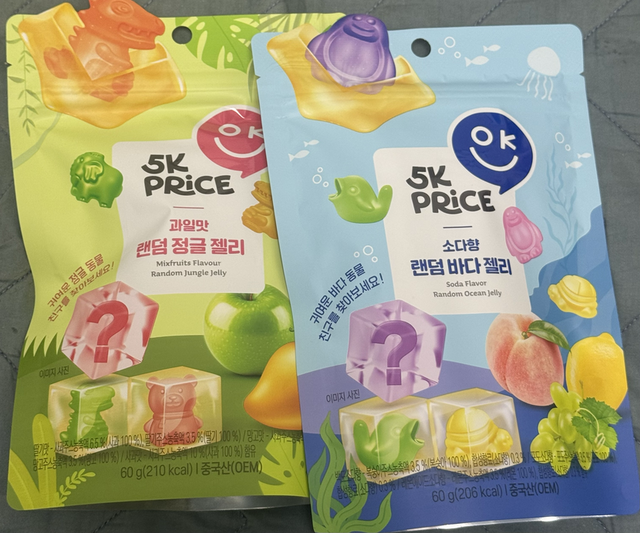 OK
5K
PRiCE
과일맛
랜덤 정글 젤리
Mixfruits Flavour
Random Jungle Jelly
귀여운 정글 동물
친구를 찾아보세요!
?
이미지 사진
60 g (210 kcal) I 중국산(OEM)
OK
5K
PRiCE
소다향
랜덤 바다 젤리
Soda Flavor
Random Ocean Jelly
귀여운 바다 동물
친구를 찾아보세요!
?
이미지 사진
60 g (206 kcal) I 중국산(OEM)